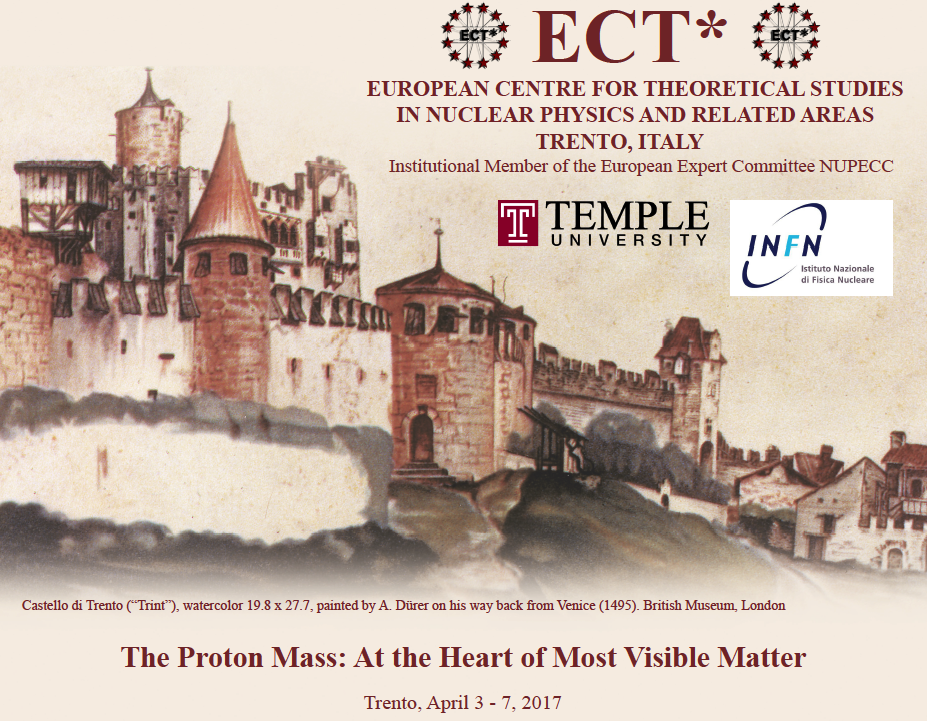 ECT*
ECT*
ECT*
EUROPEAN CENTRE FOR THEORETICAL STUDIES
IN NUCLEAR PHYSICS AND RELATED AREAS
TRENTO, ITALY
Institutional Member of the European Expert Committee NUPECC
TEMPLE
UNIVERSITY
INFN
Istituto Nazionale
di Fisica Nucleare
Castello di Trento (“Trint”), watercolor 19.8 x 27.7, painted by A. Dürer on his way back from Venice (1495). British Museum, London
The Proton Mass: At the Heart of Most Visible Matter
Trento, April 3 - 7, 2017